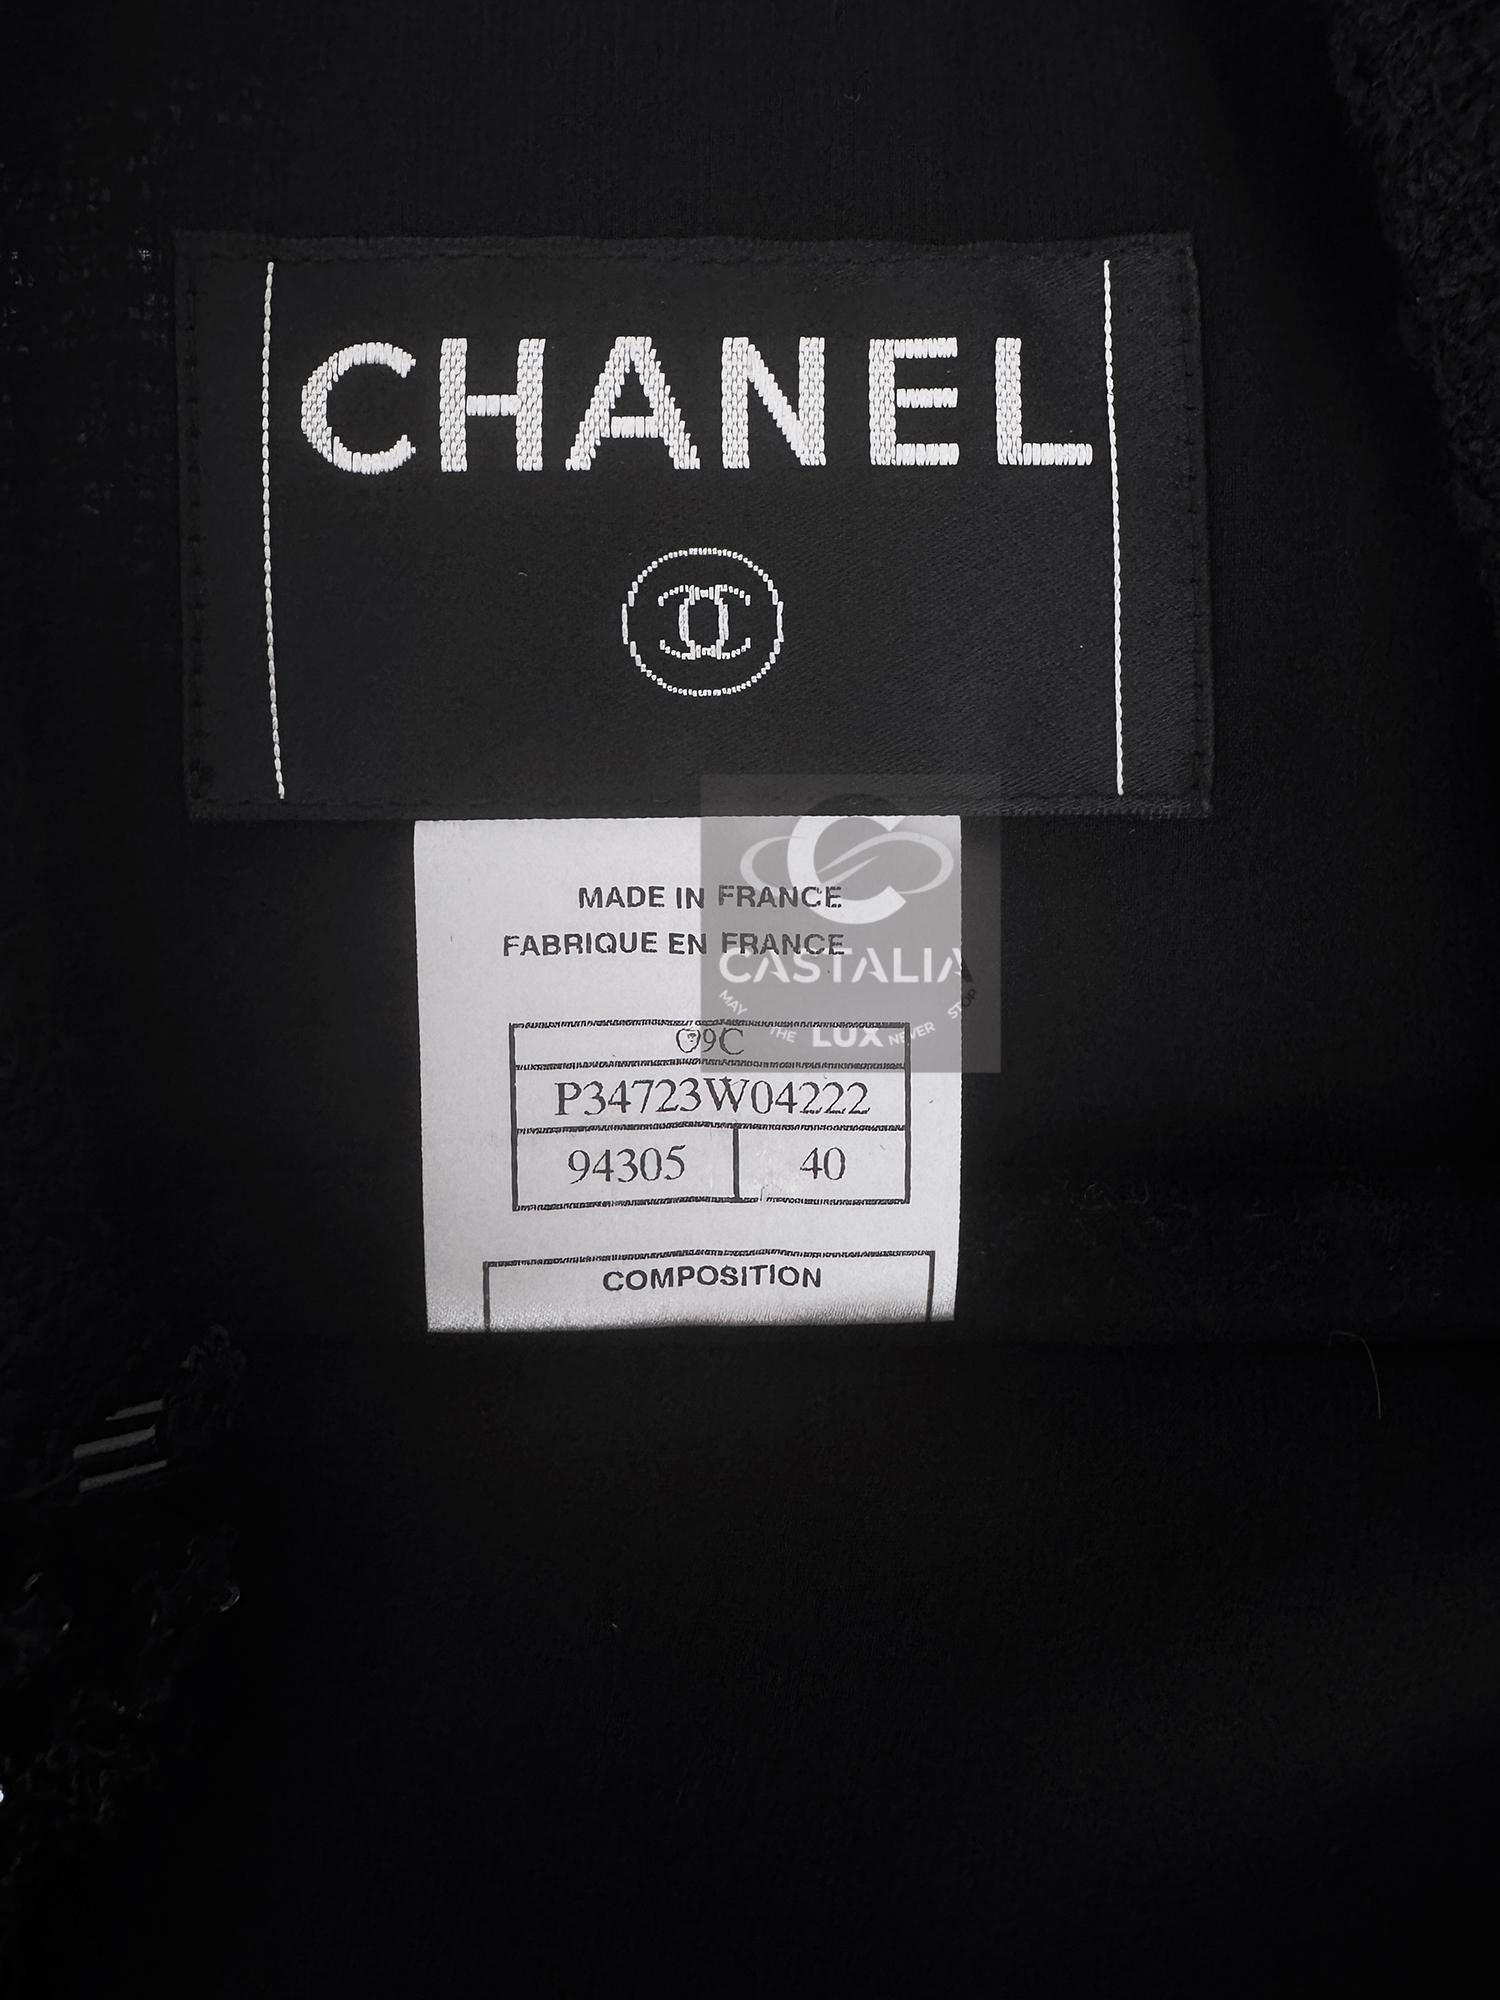 CHANEL
MADE IN FRANCE
FABRIQUE EN FRANCE
CASTALIA
MAY THE LUX NEVER STOP
09C
P34723W04222
94305 40
COMPOSITION